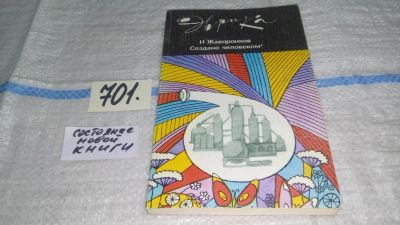 Эврика
Н Жаворонков
Создано человеком!
701.
состояние
новой
книги